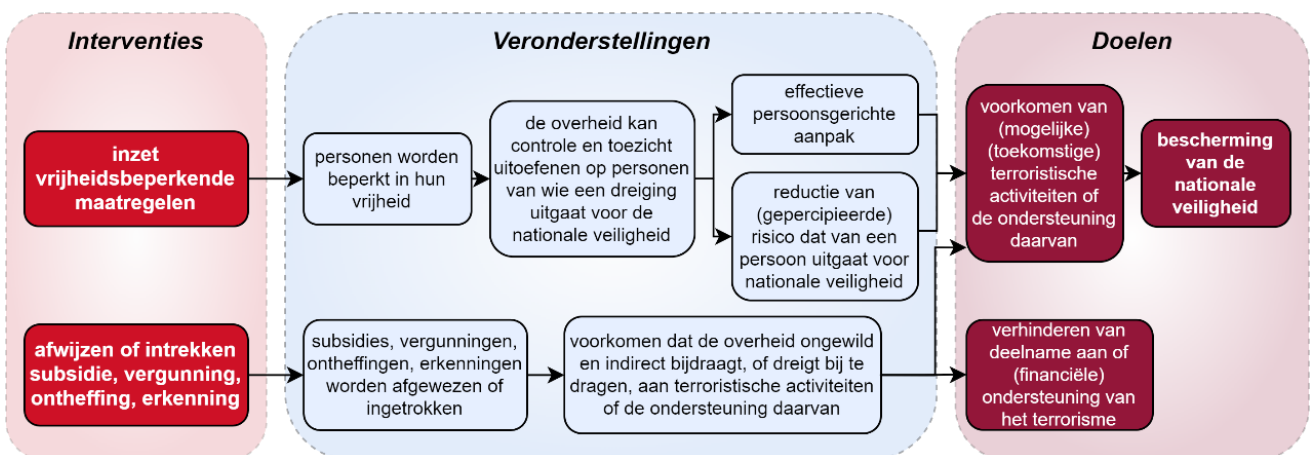 Interventies
Veronderstellingen
Doelen
inzet
vrijheidsbeperkende
maatregelen
personen worden
beperkt in hun
vrijheid
de overheid kan
controle en toezicht
uitoefenen op personen
van wie een dreiging
uitgaat voor de
nationale veiligheid
effectieve
persoonsgerichte
aanpak
reductie van
(gepercipieerde)
risico dat van een
persoon uitgaat voor
nationale veiligheid
voorkomen van
(mogelijke)
(toekomstige)
terroristische
activiteiten of
de ondersteuning
daarvan
bescherming
van de
nationale
veiligheid
afwijzen of intrekken
subsidie, vergunning,
ontheffing, erkenning
subsidies, vergunningen,
ontheffingen, erkenningen
worden afgewezen of
ingetrokken
voorkomen dat de overheid ongewild
en indirect bijdraagt, of dreigt bij te
dragen, aan terroristische activiteiten
of de ondersteuning daarvan
verhinderen van
deelname aan of
(financiële)
ondersteuning van
het terrorisme